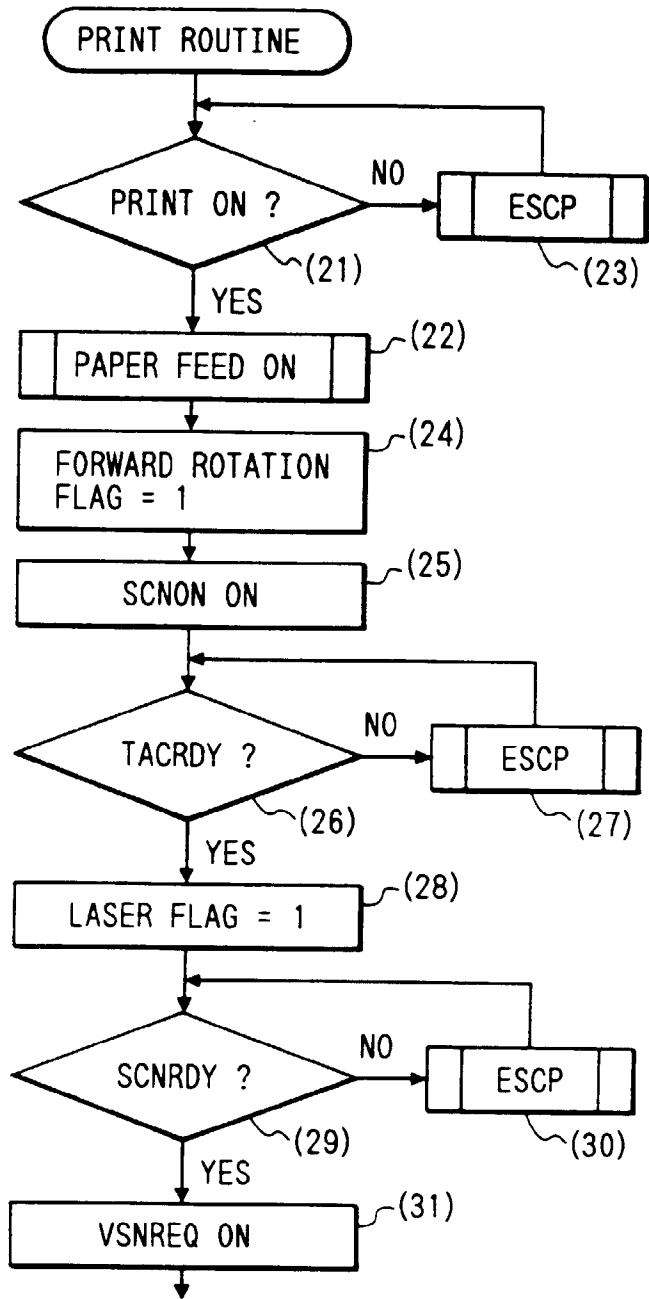 PRINT ROUTINE
PRINT ON ?
NO
ESCP
(21)
(23)
YES
PAPER FEED ON
(22)
(24)
FORWARD ROTATION
FLAG = 1
(25)
SCNON ON
TACRDY ?
NO
ESCP
(26)
(27)
YES
(28)
LASER FLAG = 1
SCNRDY ?
NO
ESCP
(29)
(30)
YES
(31)
VSNREQ ON